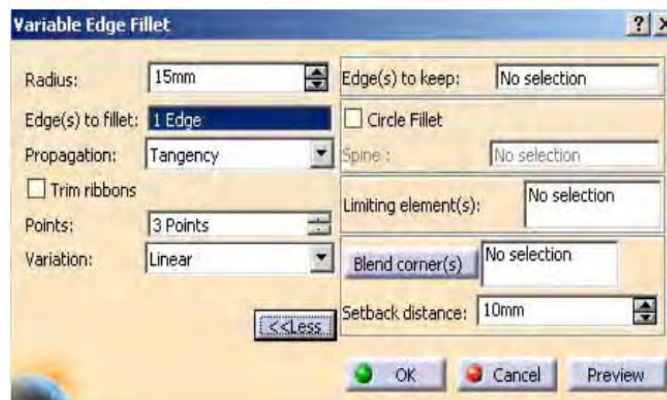 Variable Edge Fillet
Radius: 15mm
Edge(s) to fillet: 1 Edge
Propagation: Tangency
Trim ribbons
Points: 3 Points
Variation: Linear
<<Less
Edge(s) to keep: No selection
Circle Fillet
Spine : No selection
Limiting element(s): No selection
Blend corner(s) No selection
Setback distance: 10mm
OK Cancel Preview